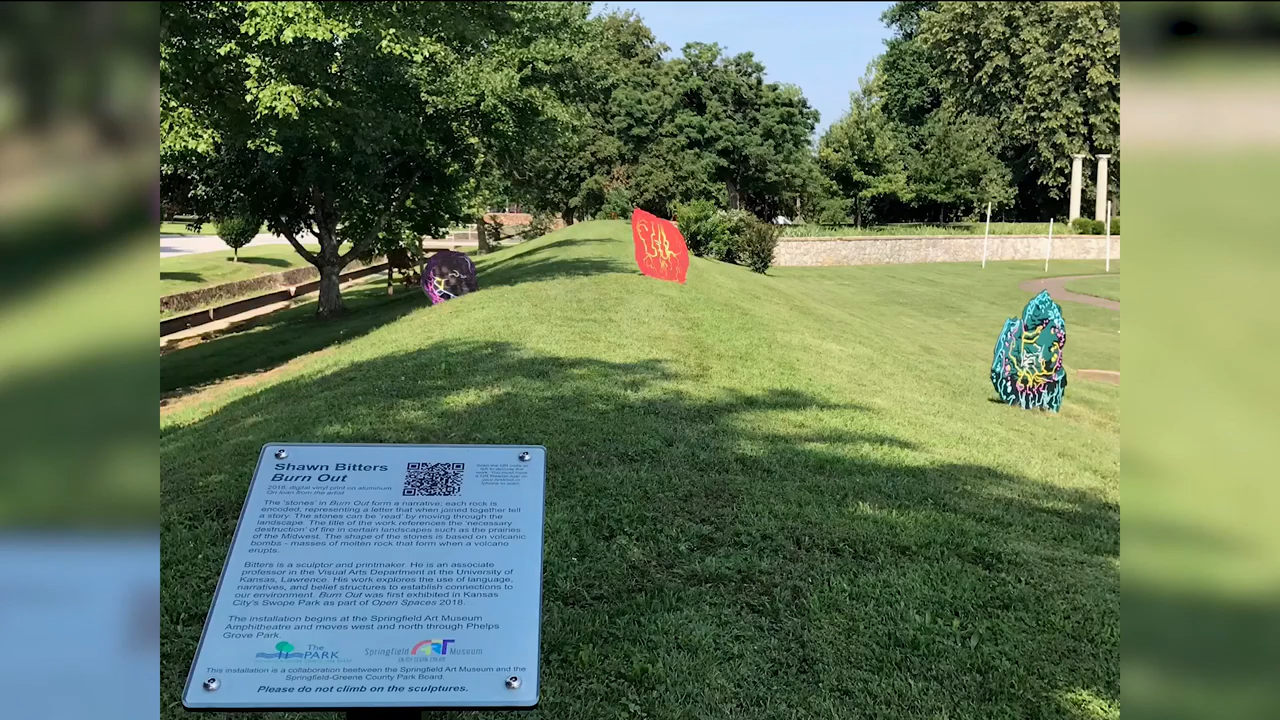 Shawn Bitters
Burn Out
2018, digital vinyl print on aluminum
On loan from the artist
The 'stones' in Burn Out form a narrative; each rock is
encoded, representing a letter that when joined together tell
a story. The stones can be 'read' by moving through the
landscape. The title of the work references the 'necessary
destruction' of fire in certain landscapes such as the prairies
of the Midwest. The shape of the stones is based on volcanic
bombs - masses of molten rock that form when a volcano
erupts.
Bitters is a sculptor and printmaker. He is an associate
professor in the Visual Arts Department at the University of
Kansas, Lawrence. His work explores the use of language,
narratives, and belief structures to establish connections to
our environment. Burn Out was first exhibited in Kansas
City's Swope Park as part of Open Spaces 2018.
The installation begins at the Springfield Art Museum
Amphitheatre and moves west and north through Phelps
Grove Park.
The
PARK
Springfield ART Museum
This installation is a collaboration beetween the Springfield Art Museum and the
Springfield-Greene County Park Board.
Please do not climb on the sculptures.